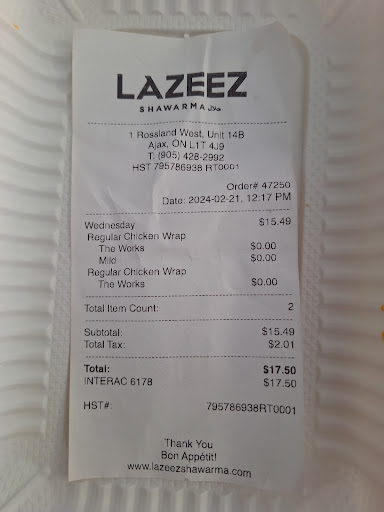 LAZEEZ
SHAWARMA حلال
1 Rossland West, Unit 14B
Ajax, ON L1T 4J9
T. (905) 428-2992
HST 795786938 RT0001
Order# 47250
Date: 2024-02-21, 12:17 PM
Wednesday $15.49
Regular Chicken Wrap
The Works $0.00
Mild $0.00
Regular Chicken Wrap
The Works $0.00
Total Item Count: 2
Subtotal: $15.49
Total Tax: $2.01
Total: $17.50
INTERAC 6178 $17.50
HST#: 795786938RT0001
Thank You
Bon Appétit!
www.lazeezshawarma.com